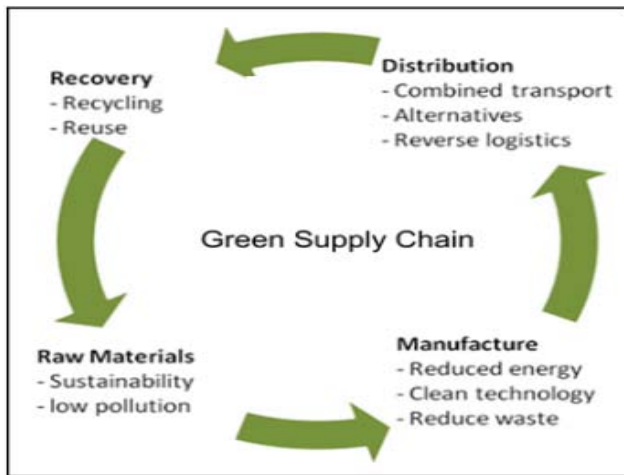 Recovery
- Recycling
- Reuse
Distribution
- Combined transport
- Alternatives
- Reverse logistics
Green Supply Chain
Raw Materials
- Sustainability
- low pollution
Manufacture
- Reduced energy
- Clean technology
- Reduce waste